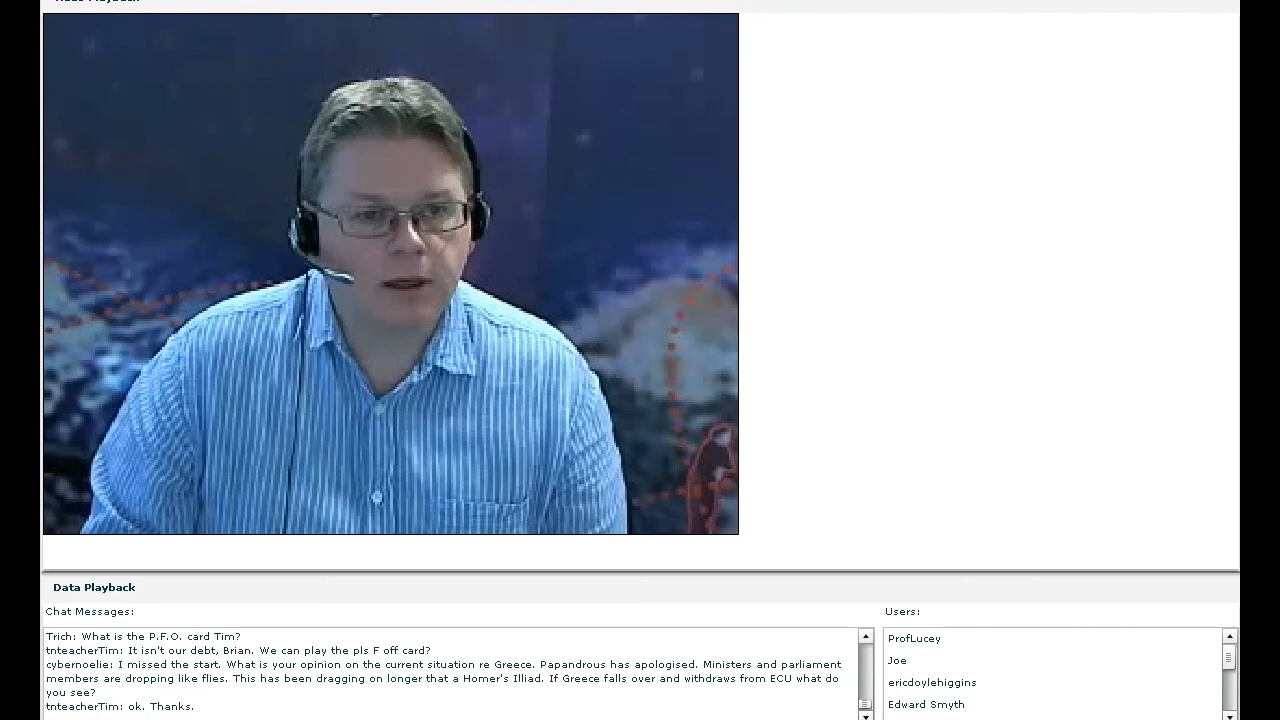 Data Playback
Chat Messages:
Users:
Trich: What is the P.F.O. card Tim?
tnteacherTim: It isn't our debt, Brian. We can play the pls F off card?
cybernoelie: I missed the start. What is your opinion on the current situation re Greece. Papandrous has apologised. Ministers and perliament
members are dropping like flies. This has been dragging on longer that a Homer's Illiad. If Greece falls over and withdraws from ECU what do
you see?
tnteacherTim: ok. Thanks.
ProfLucey
Joe
ericdoylehiggins
Edward Smyth